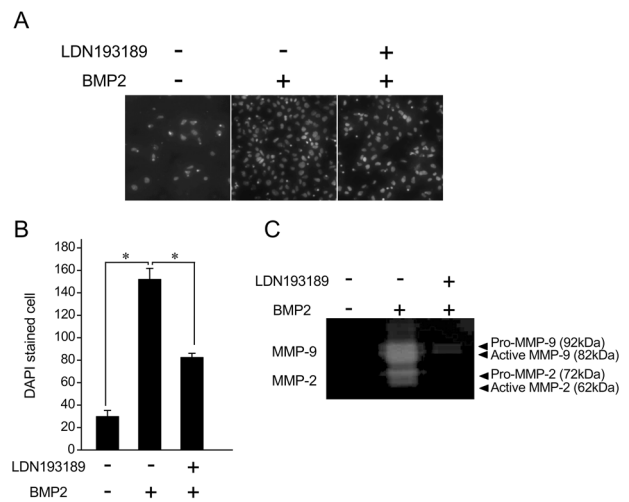 A
LDN193189 - - +
BMP2 - + +
B
180
160
140
120
100
80
60
40
20
0
DAPI stained cell
* *
LDN193189 - - +
BMP2 - + +
C
LDN193189 - - +
BMP2 - + +
MMP-9
MMP-2
Pro-MMP-9 (92kDa)
Active MMP-9 (82kDa)
Pro-MMP-2 (72kDa)
Active MMP-2 (62kDa)